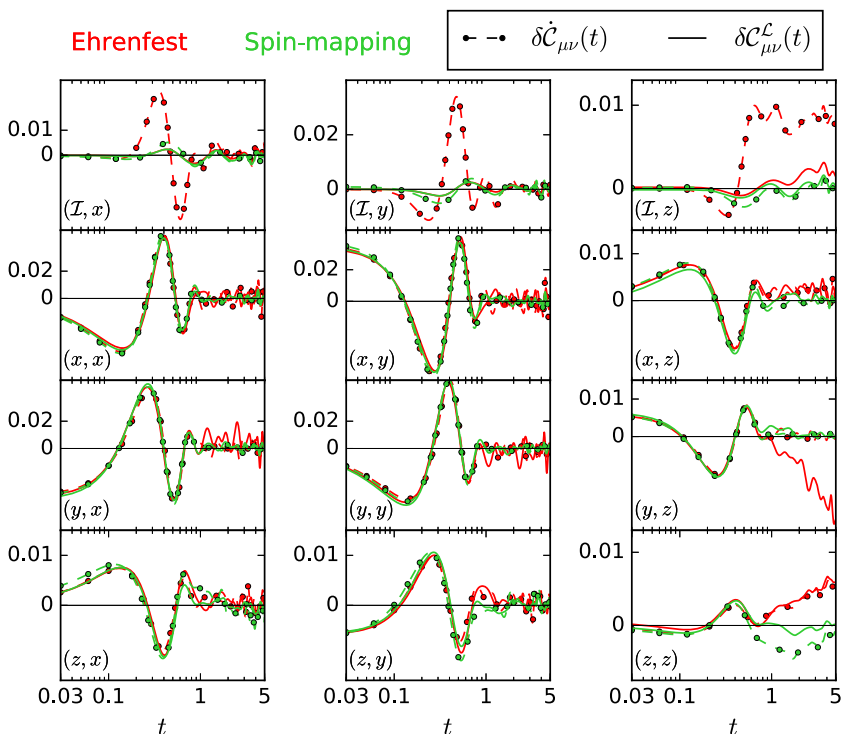 Ehrenfest Spin-mapping δĊ_μν(t) δC^ℒ_μν(t)
0.01 0.02 0.01
0 0 0
(ℐ, x) (ℐ, y) (ℐ, z)
0.02 0.02 0.01
0 0 0
(x, x) (x, y) (x, z)
0.02 0.02 0.01
0 0 0
(y, x) (y, y) (y, z)
0.01 0.01 0.01
0 0 0
(z, x) (z, y) (z, z)
0.03 0.1 1 5 0.03 0.1 1 5 0.03 0.1 1 5
t t t